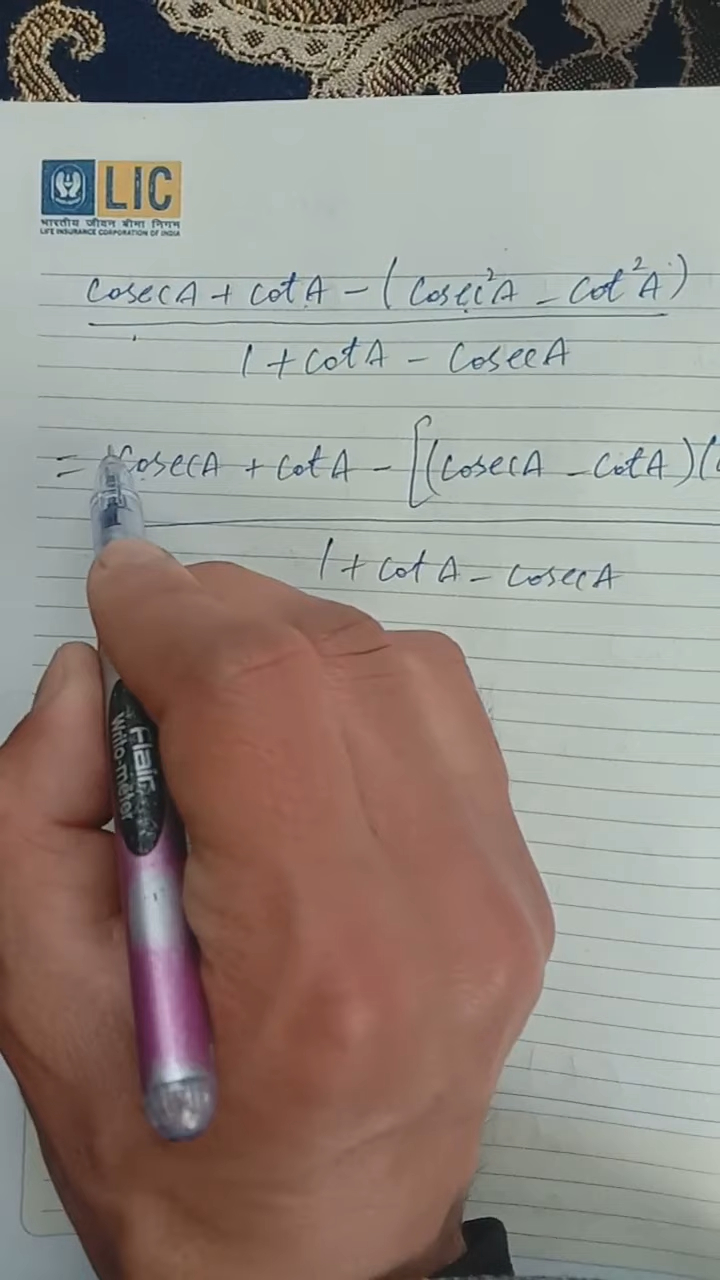 LIC
भारतीय जीवन बीमा निगम
LIFE INSURANCE CORPORATION OF INDIA
cosecA + cotA - (cosec²A - cot²A)
1 + cotA - cosecA
= cosecA + cotA - [(cosecA - cotA)(
1 + cotA - cosecA
Flair
Writo-meter